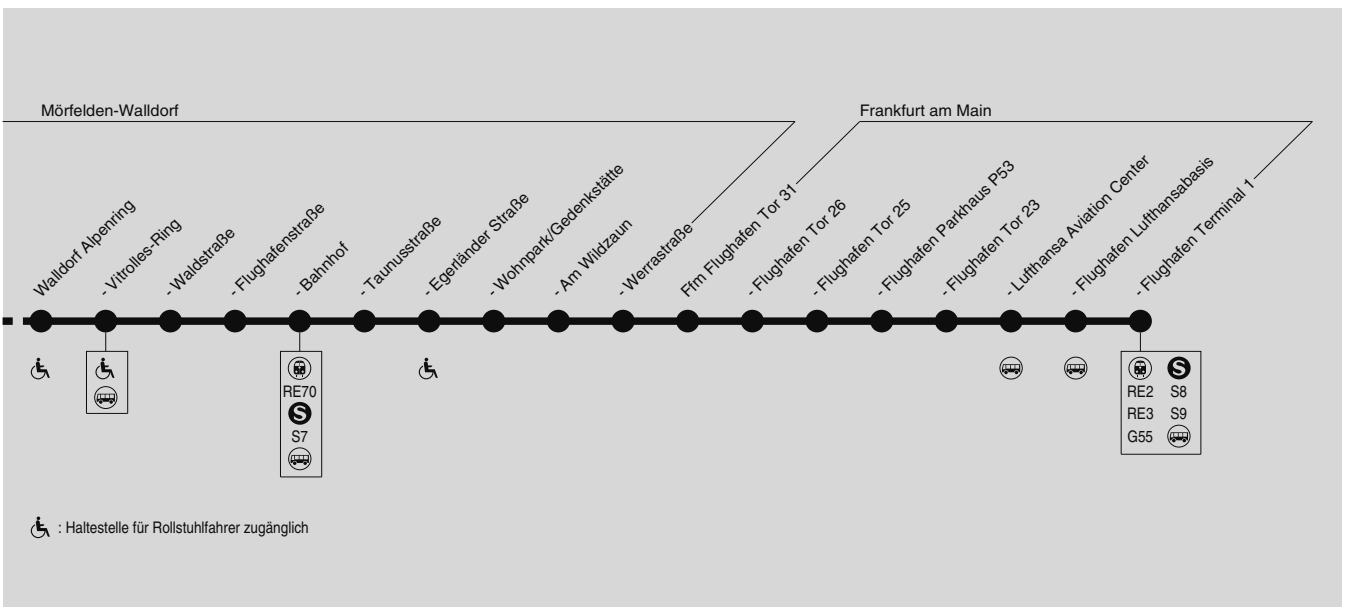 Mörfelden-Walldorf
Frankfurt am Main
Walldorf Alpenring
- Vitrolles-Ring
- Waldstraße
- Flughafenstraße
- Bahnhof
- Taunusstraße
- Egerländer Straße
- Wohnpark/Gedenkstätte
- Am Wildzaun
- Werrastraße
Ffm Flughafen Tor 31
- Flughafen Tor 26
- Flughafen Tor 25
- Flughafen Parkhaus P53
- Flughafen Tor 23
- Lufthansa Aviation Center
- Flughafen Lufthansabasis
- Flughafen Terminal 1
RE70
S
S7
S
RE2 S8
RE3 S9
G55
: Haltestelle für Rollstuhlfahrer zugänglich